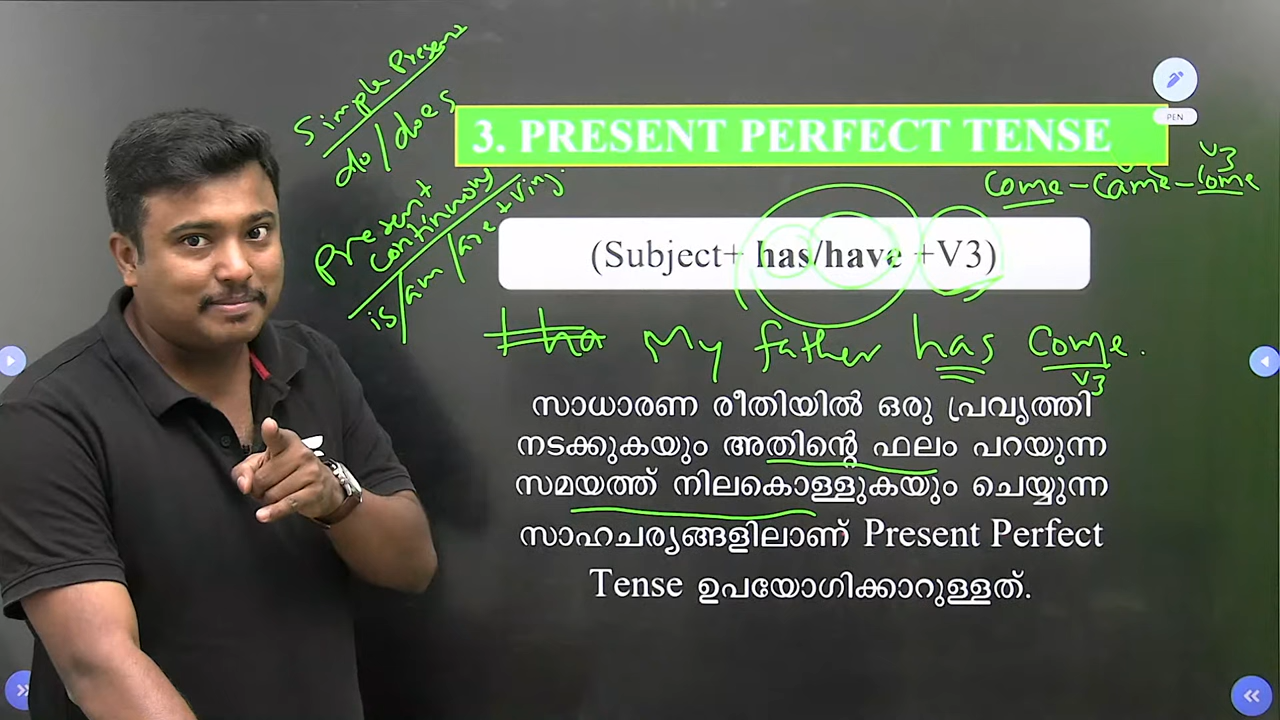 Simple Present
do/does
Present
continuous
is/am/are + Ving.
3. PRESENT PERFECT TENSE
PEN
V3
Come - Came - Come
(Subject+ has/have +V3)
My father has Come.
V3
സാധാരണ രീതിയിൽ ഒരു പ്രവൃത്തി
നടക്കുകയും അതിന്റെ ഫലം പറയുന്ന
സമയത്ത് നിലകൊള്ളുകയും ചെയ്യുന്ന
സാഹചര്യങ്ങളിലാണ് Present Perfect
Tense ഉപയോഗിക്കാറുള്ളത്.